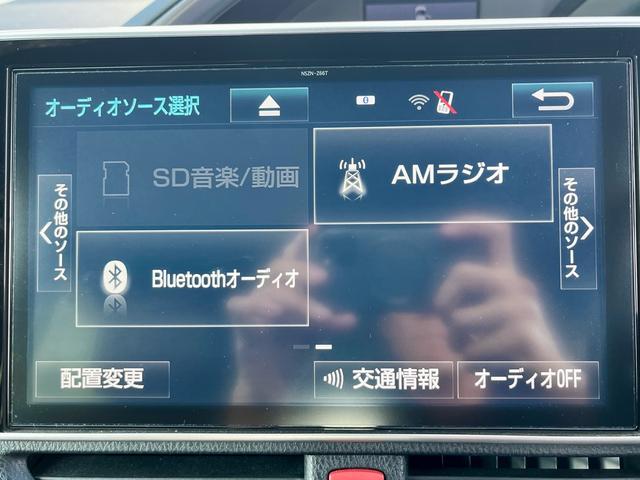 NSZN-Z66T
オーディオソース選択
SD音楽/動画
AMラジオ
その他のソース
その他のソース
Bluetoothオーディオ
配置変更
交通情報
オーディオOFF